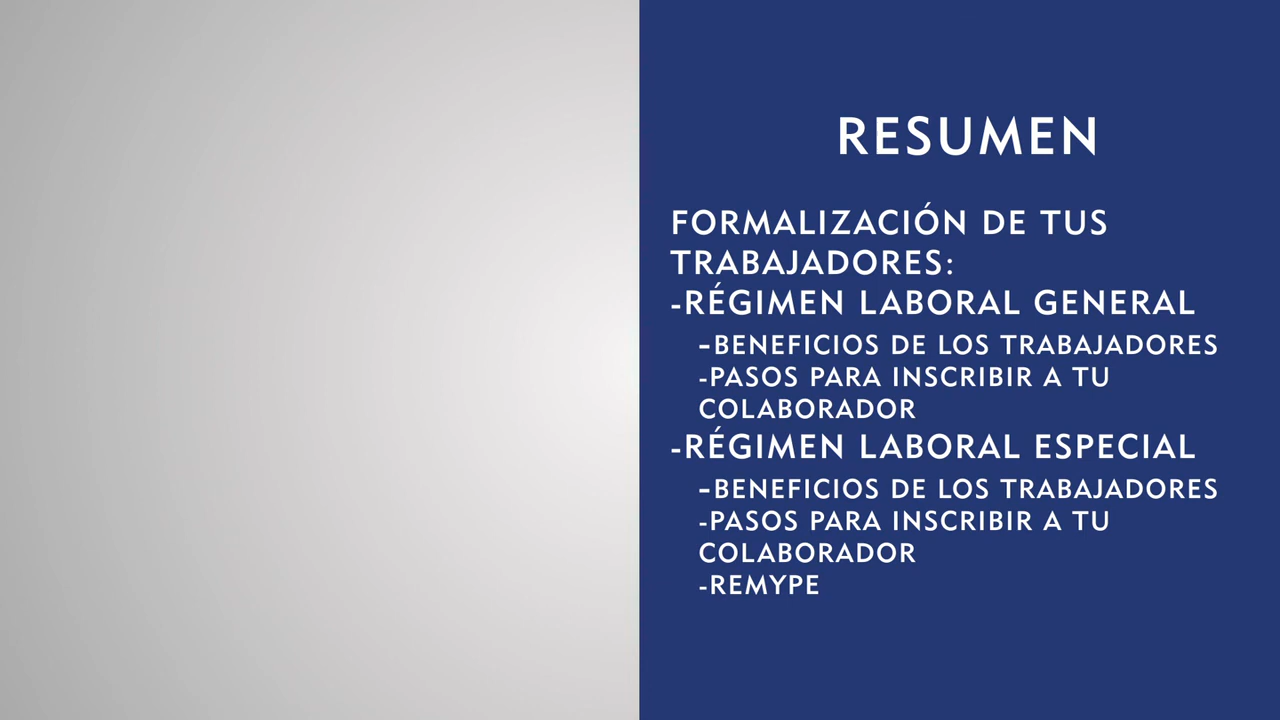 RESUMEN
FORMALIZACIÓN DE TUS
TRABAJADORES:
-RÉGIMEN LABORAL GENERAL
-BENEFICIOS DE LOS TRABAJADORES
-PASOS PARA INSCRIBIR A TU
COLABORADOR
-RÉGIMEN LABORAL ESPECIAL
-BENEFICIOS DE LOS TRABAJADORES
-PASOS PARA INSCRIBIR A TU
COLABORADOR
-REMYPE